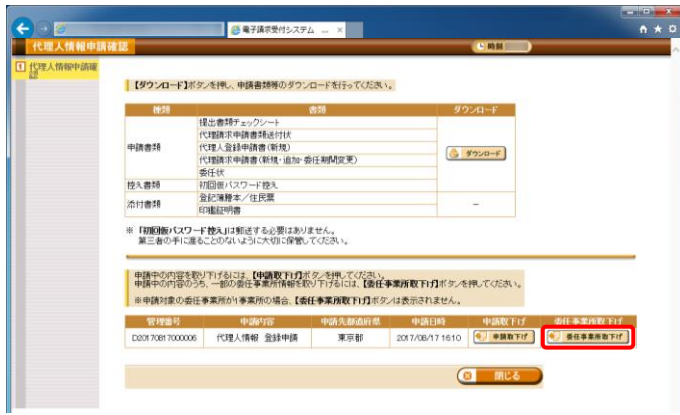 電子請求受付システム ... ×
代理人情報申請確認
時刻
1 代理人情報申請確認
【ダウンロード】ボタンを押し、申請書類等のダウンロードを行ってください。
種類 書類 ダウンロード
申請書類
提出書類チェックシート
代理請求申請書類送付状
代理人登録申請書(新規)
代理請求申請書(新規・追加・委任期間変更)
委任状
ダウンロード
控え書類 初回仮パスワード控え
添付書類
登記簿謄本/住民票
印鑑証明書
－
※「初回仮パスワード控え」は郵送する必要はありません。
第三者の手に渡ることのないように大切に保管してください。
申請中の内容を取り下げるには、【申請取下げ】ボタンを押してください。
申請中の内容のうち、一部の委任事業所情報を取り下げるには、【委任事業所取下げ】ボタンを押してください。
※申請対象の委任事業所が1事業所の場合、【委任事業所取下げ】ボタンは表示されません。
管理番号 申請内容 申請先都道府県 申請日時 申請取下げ 委任事業所取下げ
D20170817000006 代理人情報 登録申請 東京都 2017/08/17 16:10 申請取下げ 委任事業所取下げ
閉じる